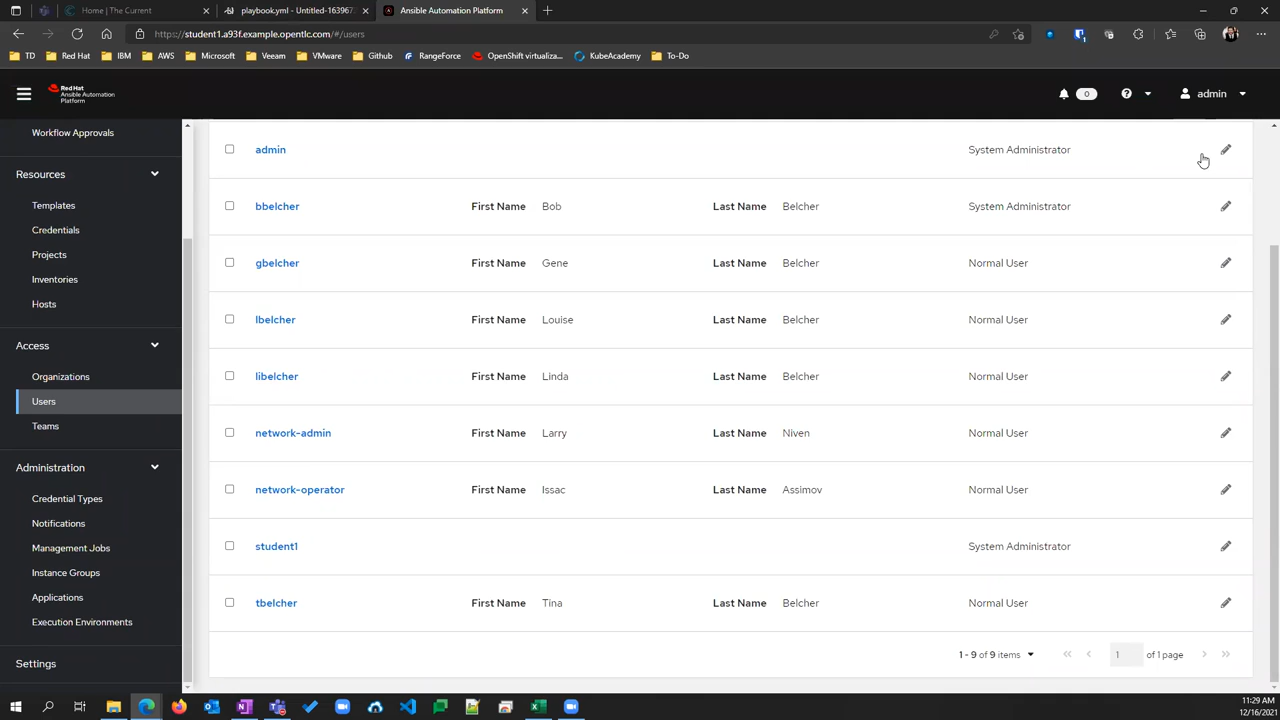 Home | The Current
playbook.yml - Untitled-163967
Ansible Automation Platform
https://student1.a93f.example.opentlc.com/#/users
TD
Red Hat
IBM
AWS
Microsoft
Veeam
VMware
Github
RangeForce
OpenShift virtualiza...
KubeAcademy
To-Do
Red Hat
Ansible Automation
Platform
0
admin
Workflow Approvals
Resources
Templates
Credentials
Projects
Inventories
Hosts
Access
Organizations
Users
Teams
Administration
Credential Types
Notifications
Management Jobs
Instance Groups
Applications
Execution Environments
Settings
admin System Administrator
bbelcher First Name Bob Last Name Belcher System Administrator
gbelcher First Name Gene Last Name Belcher Normal User
lbelcher First Name Louise Last Name Belcher Normal User
libelcher First Name Linda Last Name Belcher Normal User
network-admin First Name Larry Last Name Niven Normal User
network-operator First Name Issac Last Name Assimov Normal User
student1 System Administrator
tbelcher First Name Tina Last Name Belcher Normal User
1 - 9 of 9 items 1 of 1 page
11:29 AM
12/16/2021